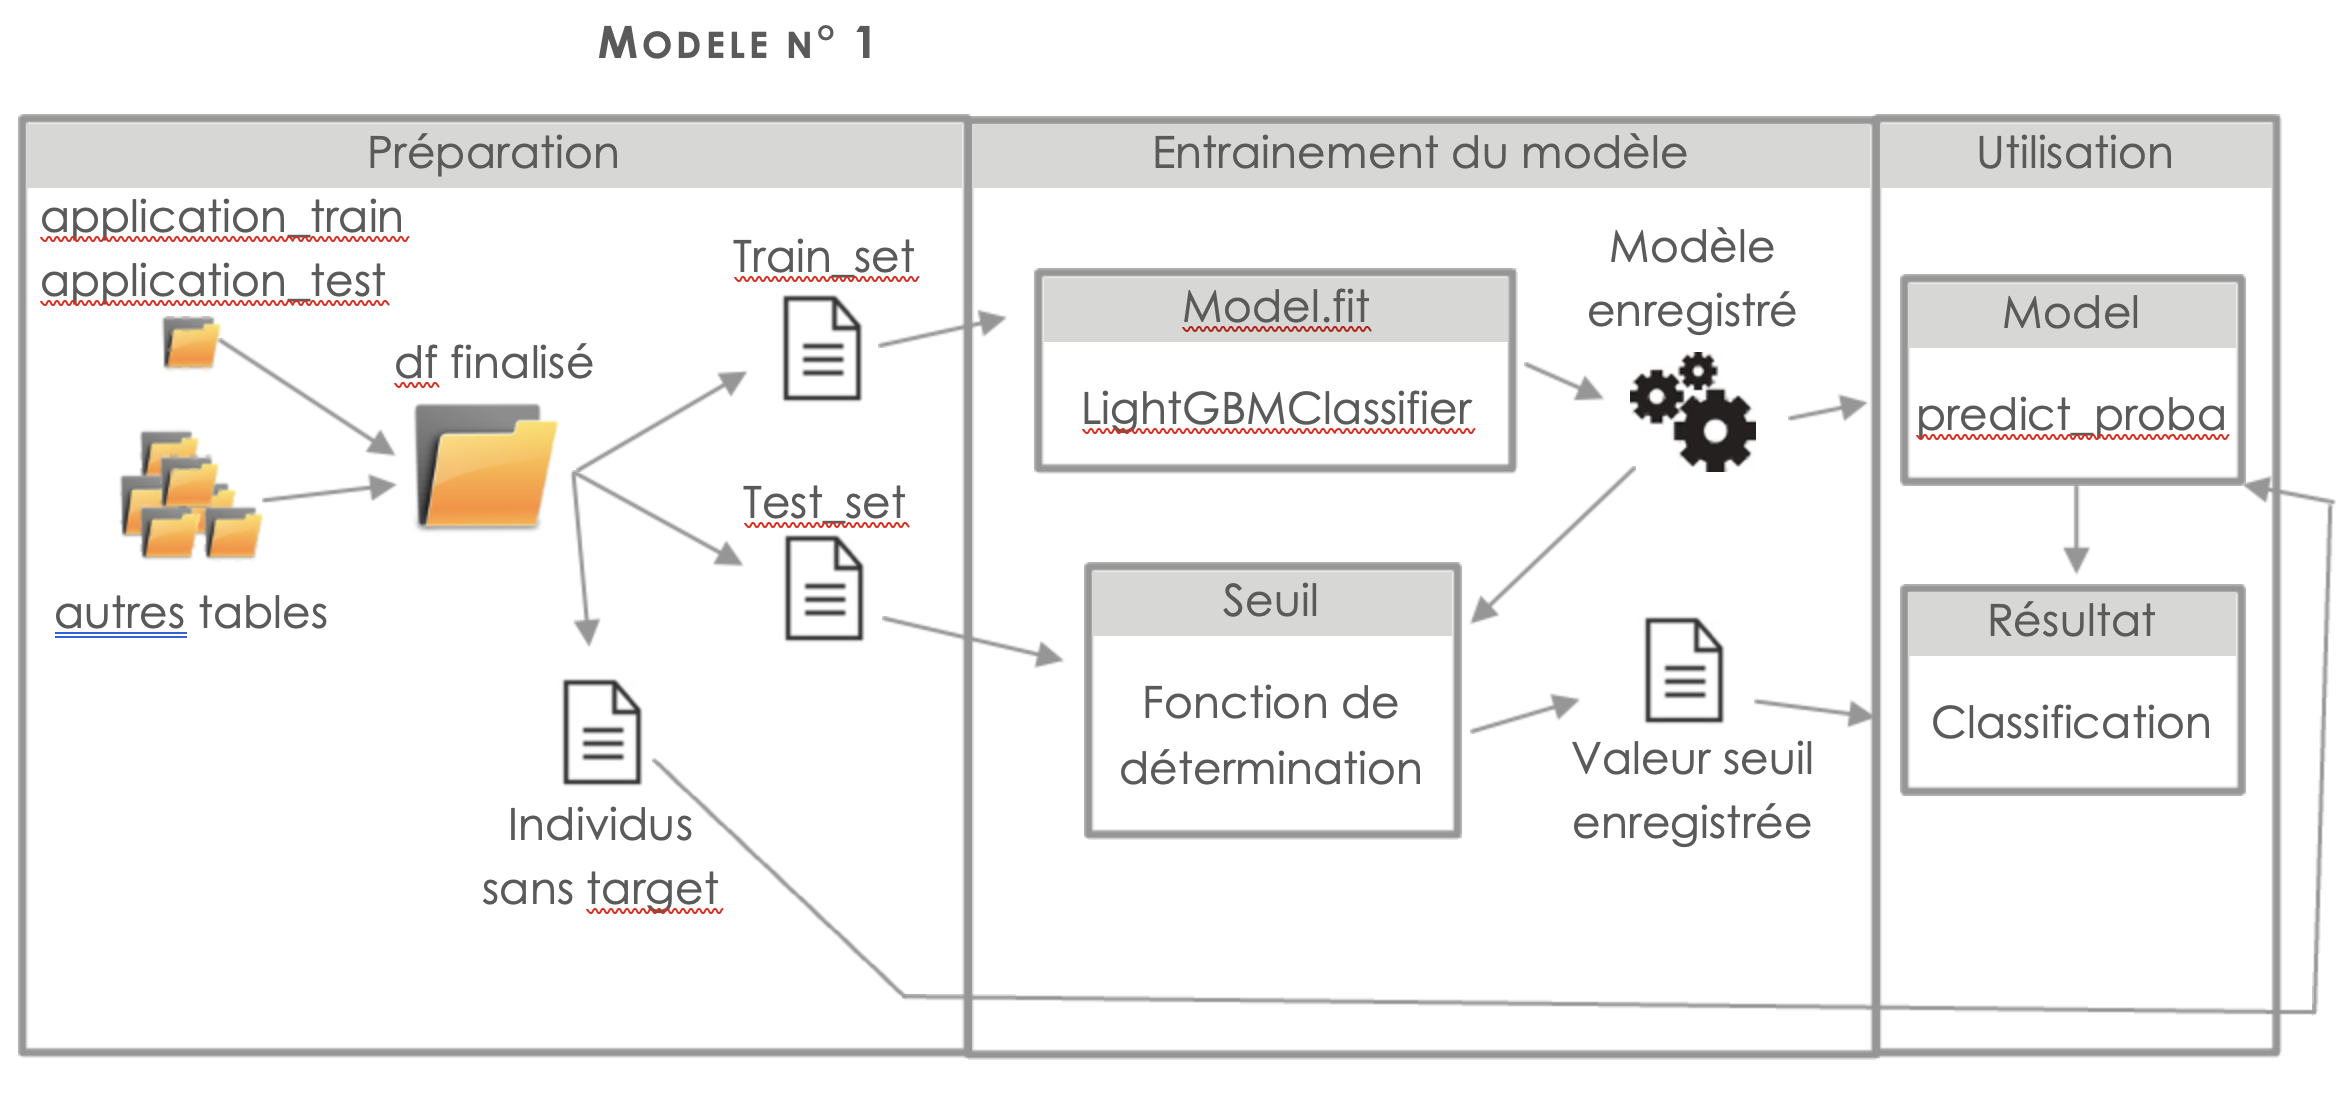 MODELE N° 1
Préparation
application_train
application_test
df finalisé
autres tables
Train_set
Test_set
Individus
sans target
Entrainement du modèle
Model.fit
LightGBMClassifier
Modèle
enregistré
Seuil
Fonction de
détermination
Valeur seuil
enregistrée
Utilisation
Model
predict_proba
Résultat
Classification